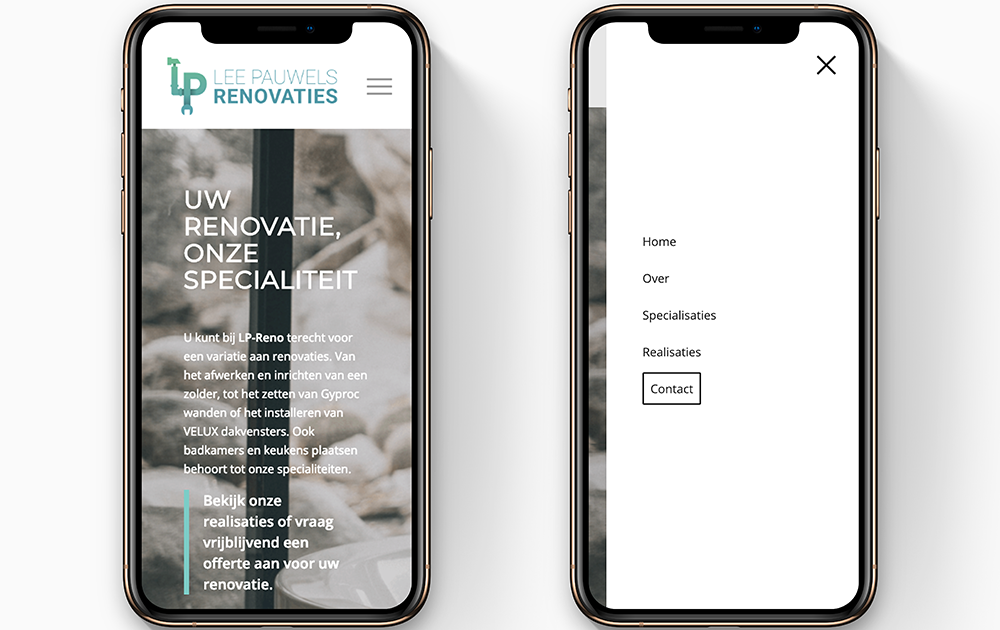 LP
LEE PAUWELS
RENOVATIES
UW
RENOVATIE,
ONZE
SPECIALITEIT
U kunt bij LP-Reno terecht voor
een variatie aan renovaties. Van
het afwerken en inrichten van een
zolder, tot het zetten van Gyproc
wanden of het installeren van
VELUX dakvensters. Ook
badkamers en keukens plaatsen
behoort tot onze specialiteiten.
Bekijk onze
realisaties of vraag
vrijblijvend een
offerte aan voor uw
renovatie.
Home
Over
Specialisaties
Realisaties
Contact